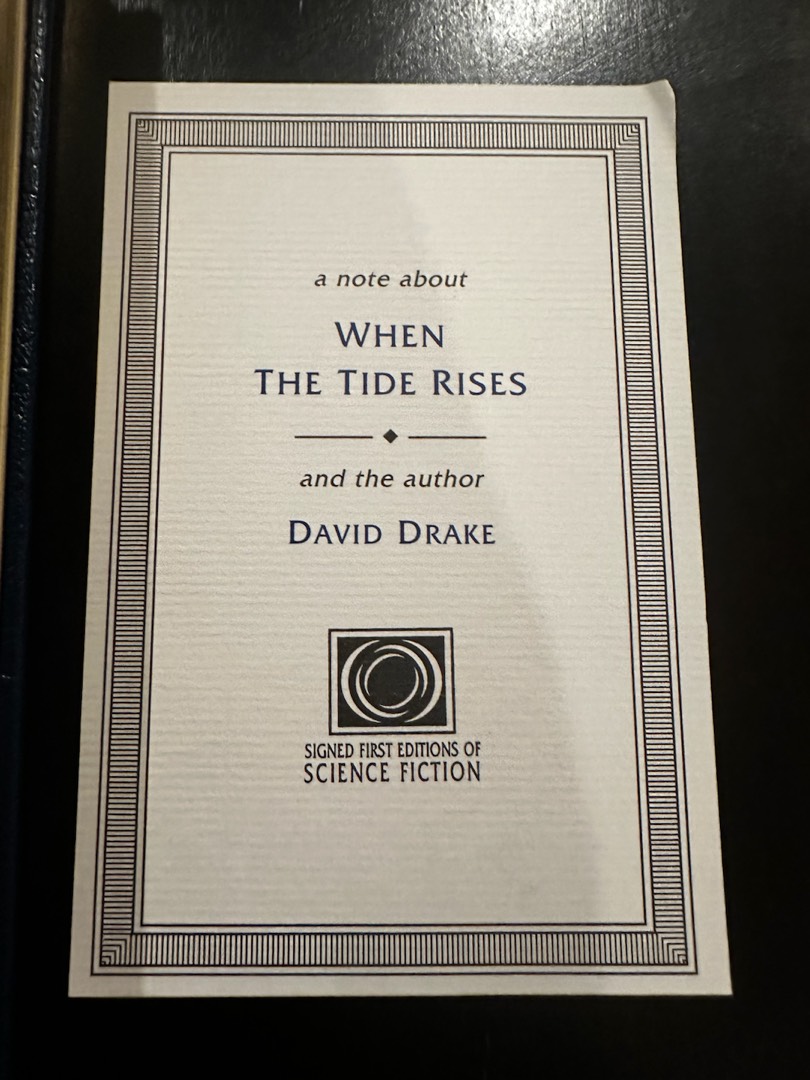 a note about
WHEN
THE TIDE RISES
and the author
DAVID DRAKE
SIGNED FIRST EDITIONS OF
SCIENCE FICTION